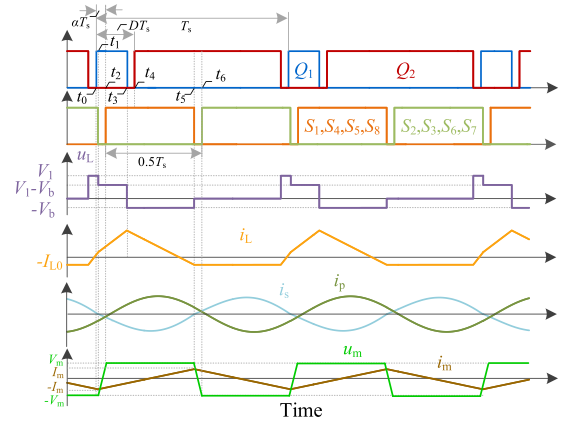 αTs DTs Ts
t1
t2 t6
t0 t3 t4 t5
Q1 Q2
S1,S4,S5,S8 S2,S3,S6,S7
0.5Ts
uL
V1
V1-Vb
-Vb
iL
-IL0
is ip
um im
Vm
Im
-Im
-Vm
Time